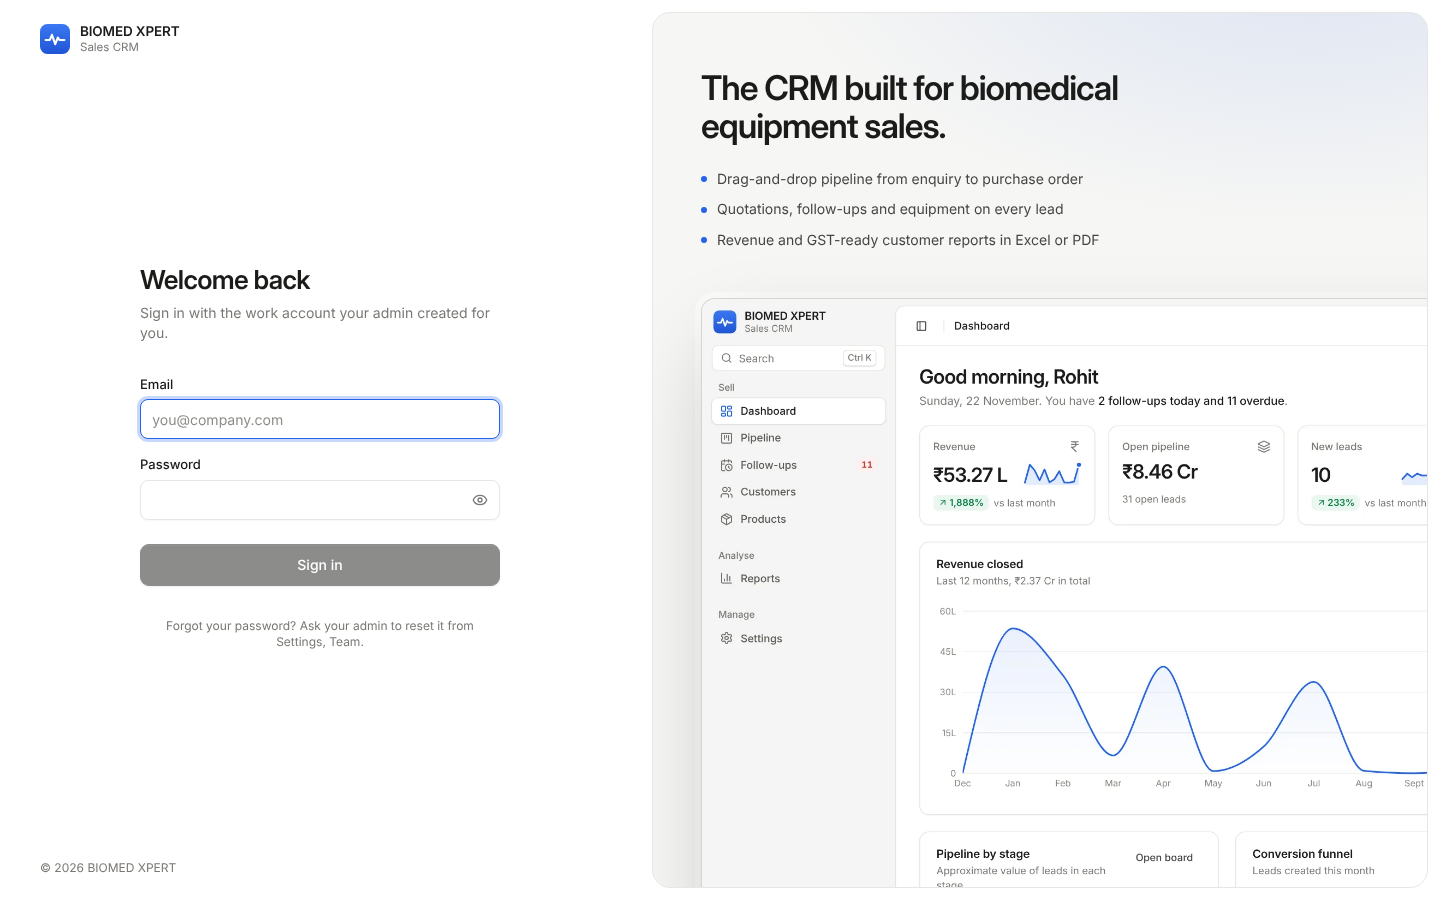 BIOMED XPERT
Sales CRM
Welcome back
Sign in with the work account your admin created for
you.
Email
you@company.com
Password
Sign in
Forgot your password? Ask your admin to reset it from
Settings, Team.
© 2026 BIOMED XPERT
The CRM built for biomedical
equipment sales.
Drag-and-drop pipeline from enquiry to purchase order
Quotations, follow-ups and equipment on every lead
Revenue and GST-ready customer reports in Excel or PDF
BIOMED XPERT
Sales CRM
Search Ctrl K
Sell
Dashboard
Pipeline
Follow-ups 11
Customers
Products
Analyse
Reports
Manage
Settings
Dashboard
Good morning, Rohit
Sunday, 22 November. You have 2 follow-ups today and 11 overdue.
Revenue ₹
₹53.27 L
1,888% vs last month
Open pipeline
₹8.46 Cr
31 open leads
New leads
10
233% vs last month
Revenue closed
Last 12 months, ₹2.37 Cr in total
60L
45L
30L
15L
0
Dec Jan Feb Mar Apr May Jun Jul Aug Sept
Pipeline by stage
Approximate value of leads in each
stage
Open board
Conversion funnel
Leads created this month